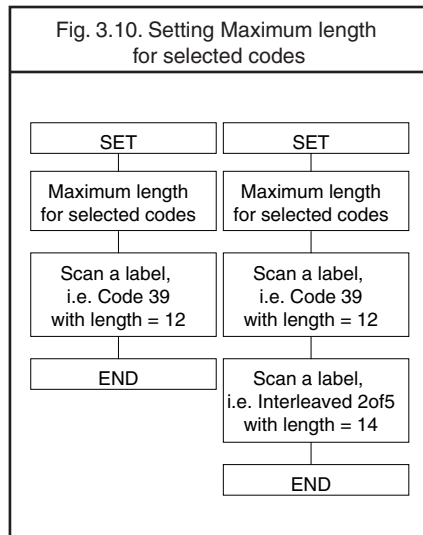 Fig. 3.10. Setting Maximum length
for selected codes
SET
Maximum length
for selected codes
Scan a label,
i.e. Code 39
with length = 12
END
SET
Maximum length
for selected codes
Scan a label,
i.e. Code 39
with length = 12
Scan a label,
i.e. Interleaved 2of5
with length = 14
END